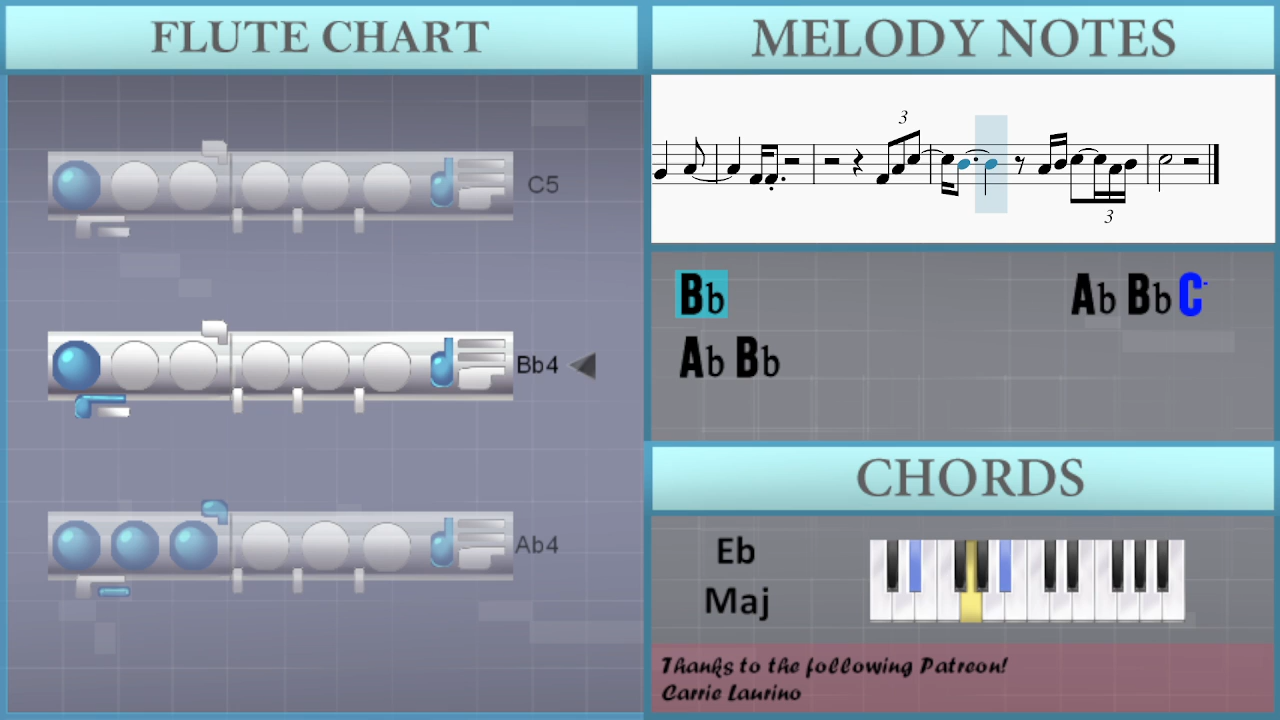 FLUTE CHART
C5
Bb4
Ab4
MELODY NOTES
3
3
Bb
Ab Bb C
Ab Bb
CHORDS
Eb
Maj
Thanks to the following Patreon!
Carrie Laurino